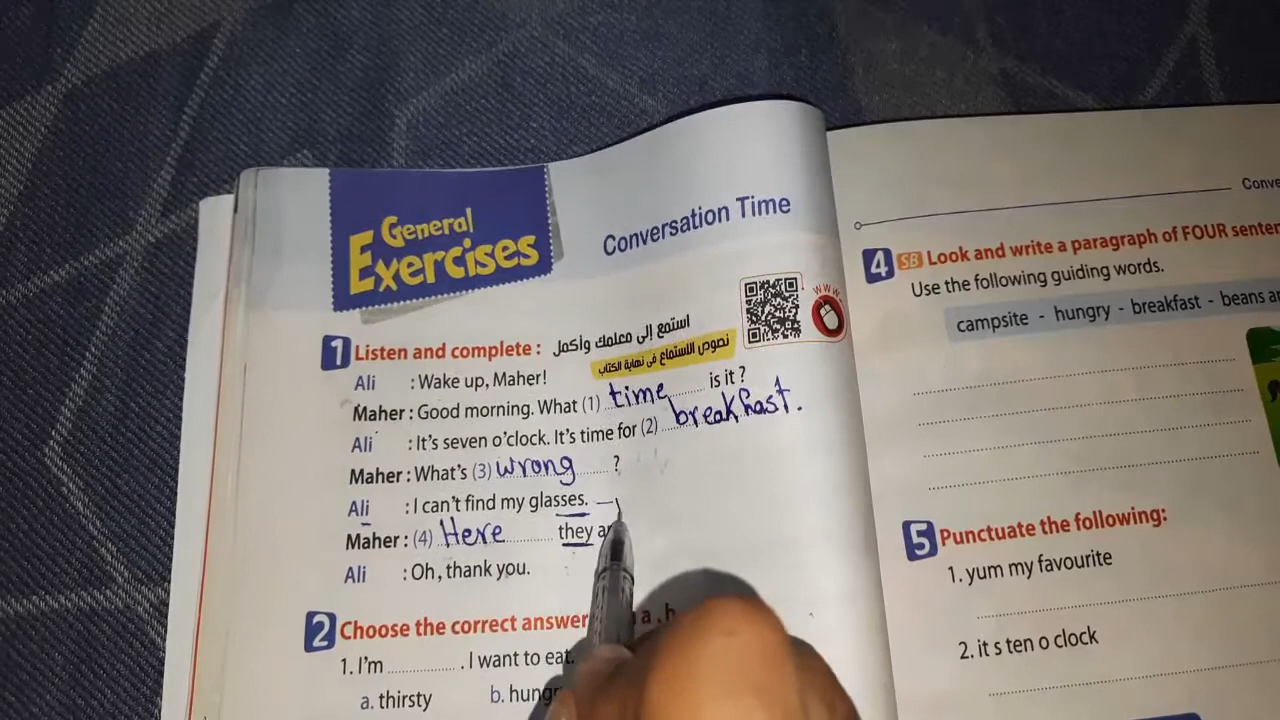 General
Exercises
Conversation Time
www.
1 Listen and complete : استمع إلى معلمك وأكمل
نصوص الاستماع فى نهاية الكتاب
Ali : Wake up, Maher!
Maher : Good morning. What (1) time is it ?
Ali : It's seven o'clock. It's time for (2) breakfast.
Maher : What's (3) wrong ?
Ali : I can't find my glasses.
Maher : (4) Here they
Ali : Oh, thank you.
2 Choose the correct answer
1. I'm ............... . I want to eat.
a. thirsty b.
4 SB Look and write a paragraph of FOUR
Use the following guiding words.
campsite - hungry - breakfast - beans
5 Punctuate the following:
1. yum my favourite
2. it s ten o clock